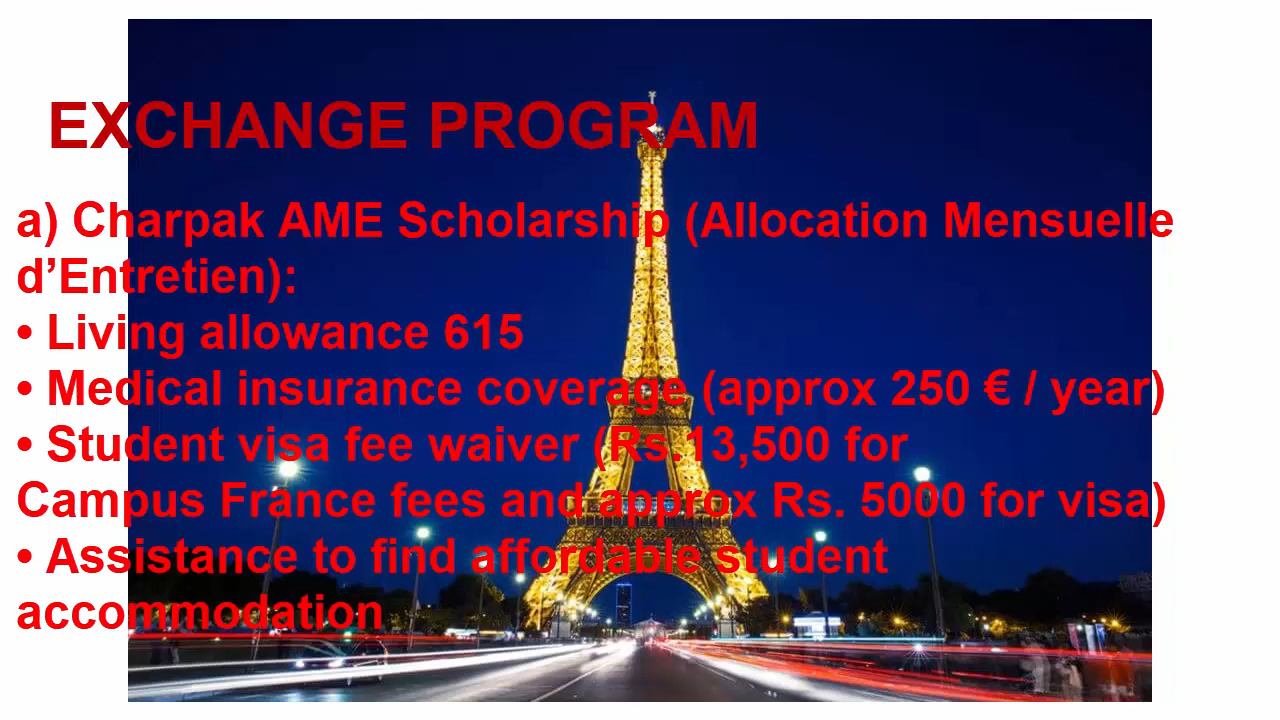 EXCHANGE PROGRAM
a) Charpak AME Scholarship (Allocation Mensuelle
d’Entretien):
• Living allowance 615
• Medical insurance coverage (approx 250 € / year)
• Student visa fee waiver (Rs.13,500 for
Campus France fees and approx Rs. 5000 for visa)
• Assistance to find affordable student
accommodation